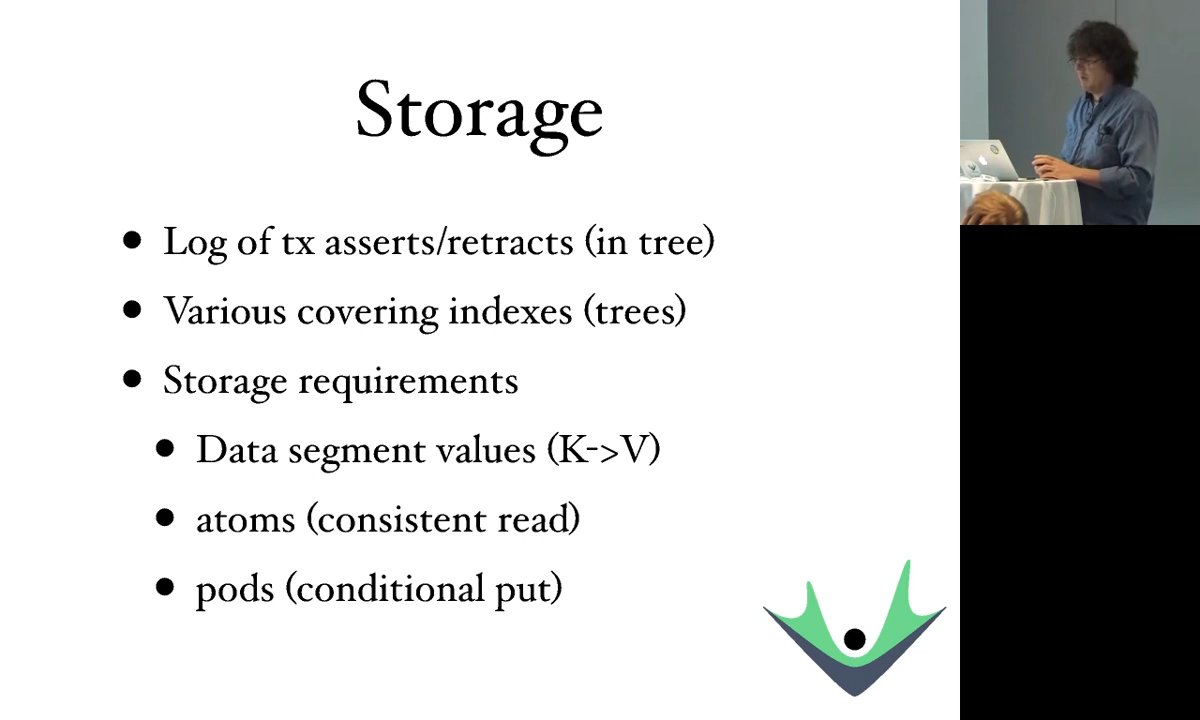 Storage
• Log of tx asserts/retracts (in tree)
• Various covering indexes (trees)
• Storage requirements
• Data segment values (K->V)
• atoms (consistent read)
• pods (conditional put)